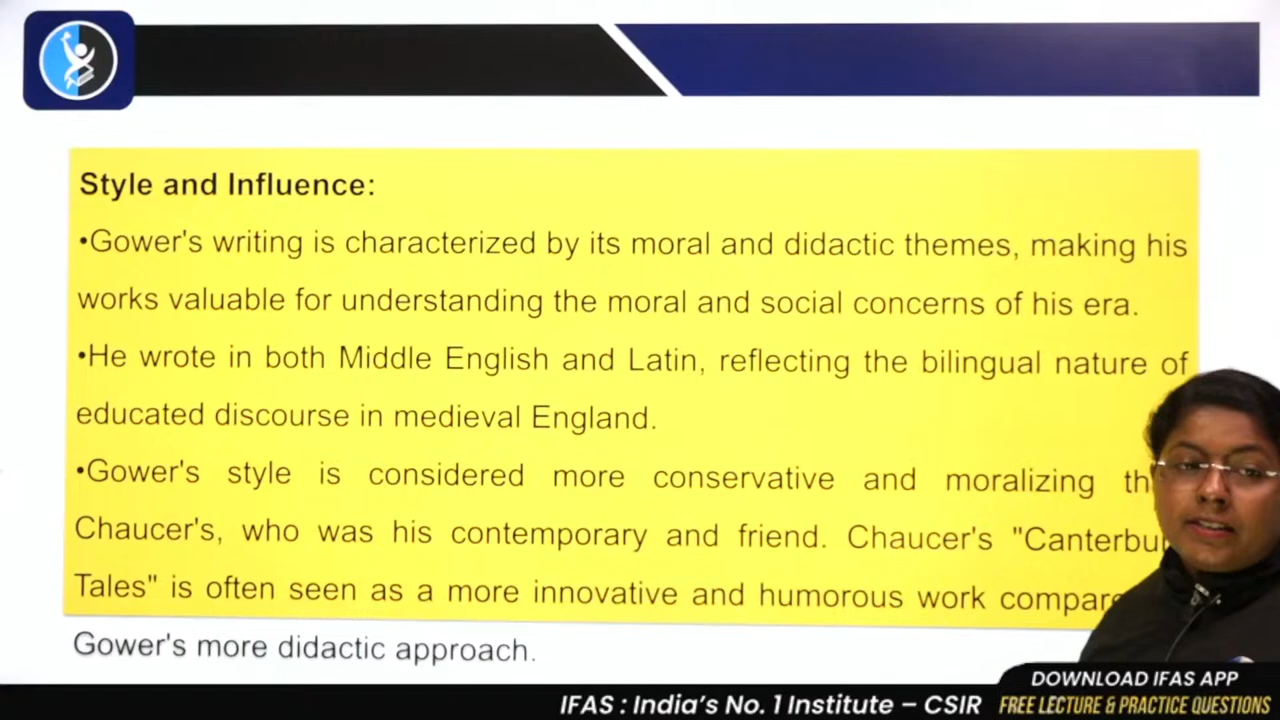 Style and Influence:
•Gower's writing is characterized by its moral and didactic themes, making his
works valuable for understanding the moral and social concerns of his era.
•He wrote in both Middle English and Latin, reflecting the bilingual nature of
educated discourse in medieval England.
•Gower's style is considered more conservative and moralizing
Chaucer's, who was his contemporary and friend. Chaucer's "Canterbu
Tales" is often seen as a more innovative and humorous work
Gower's more didactic approach.
DOWNLOAD IFAS APP
IFAS : India's No. 1 Institute – CSIR FREE LECTURE & PRACTICE QUESTIONS